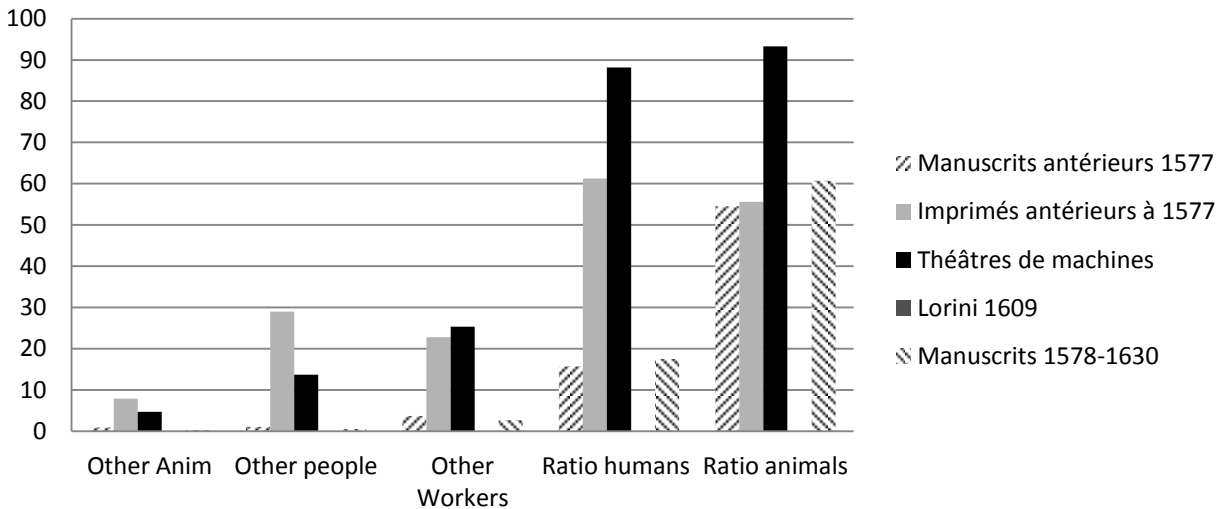 100
90
80
70
60
50
40
30
20
10
0
Other Anim
Other people
Other
Workers
Ratio humans
Ratio animals
Manuscrits antérieurs 1577
Imprimés antérieurs à 1577
Théâtres de machines
Lorini 1609
Manuscrits 1578-1630